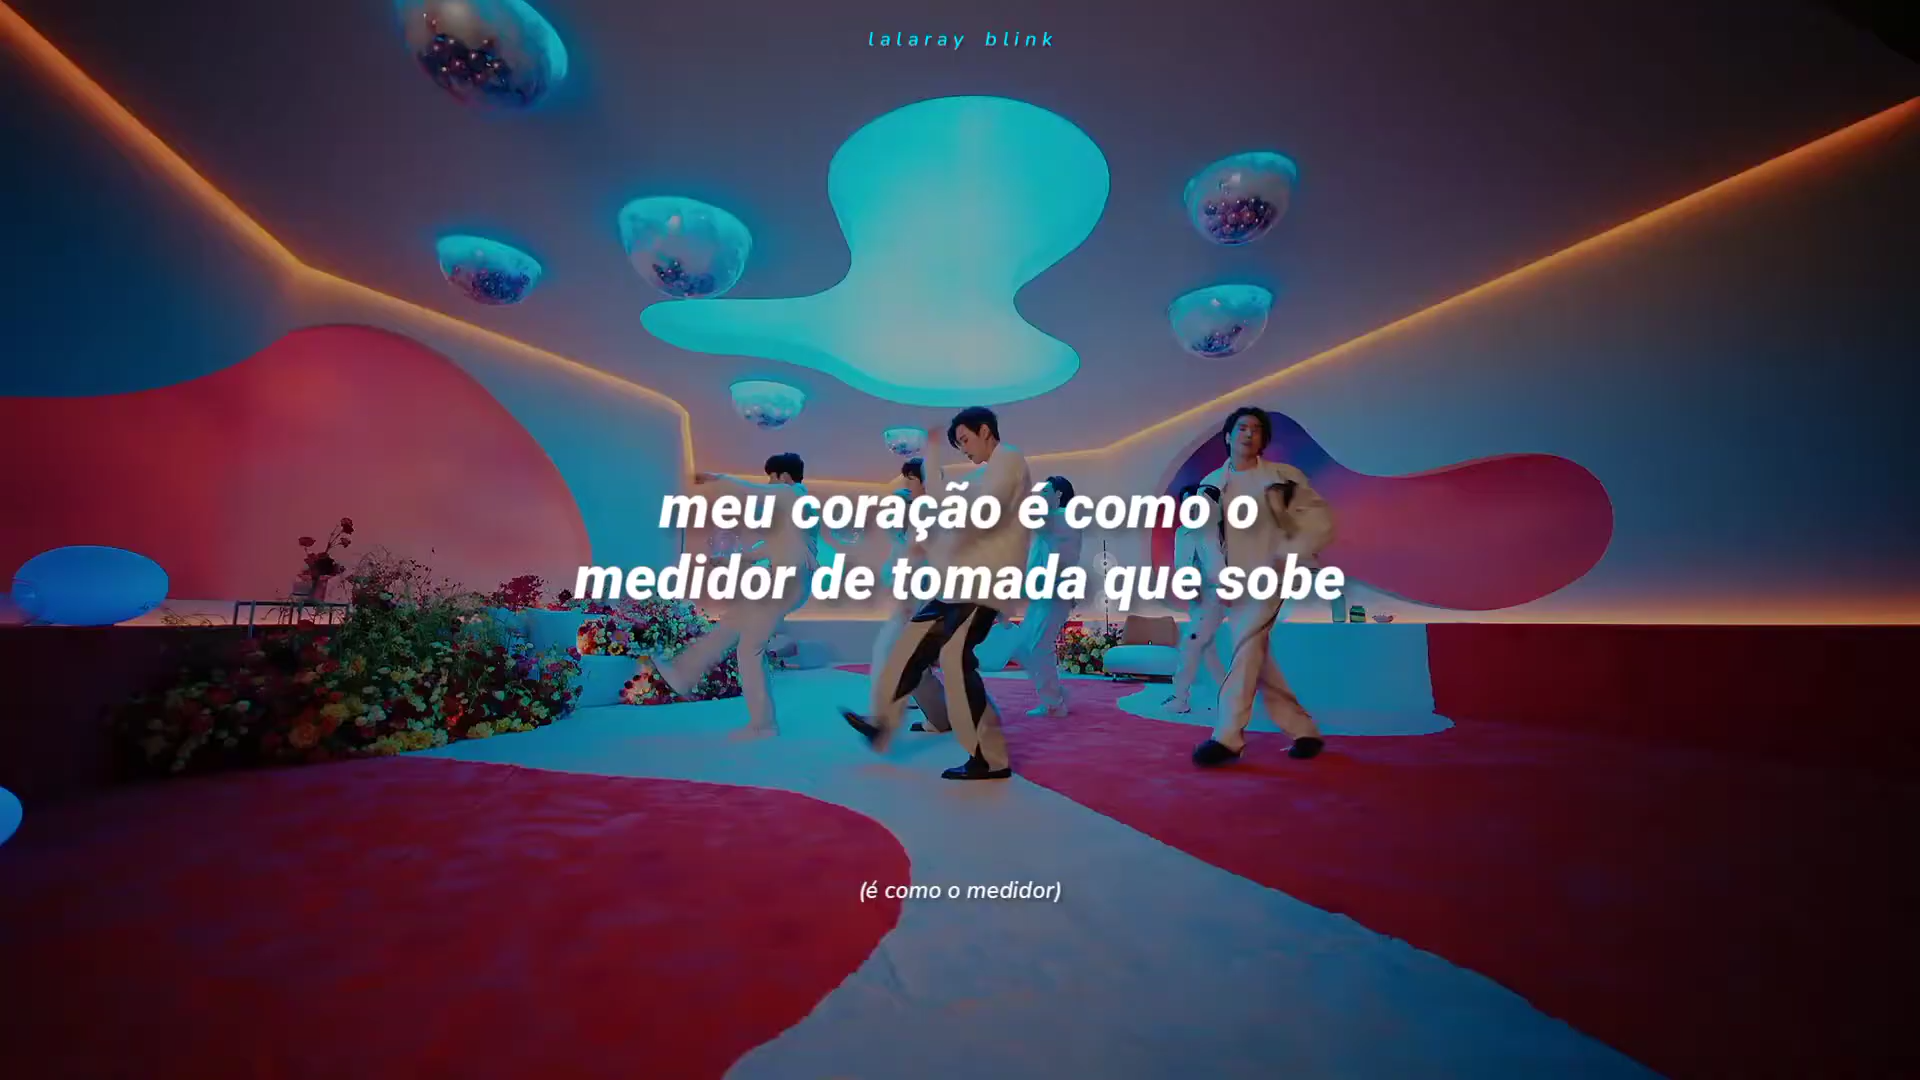 lalaray blink
meu coração é como o
medidor de tomada que sobe
(é como o medidor)